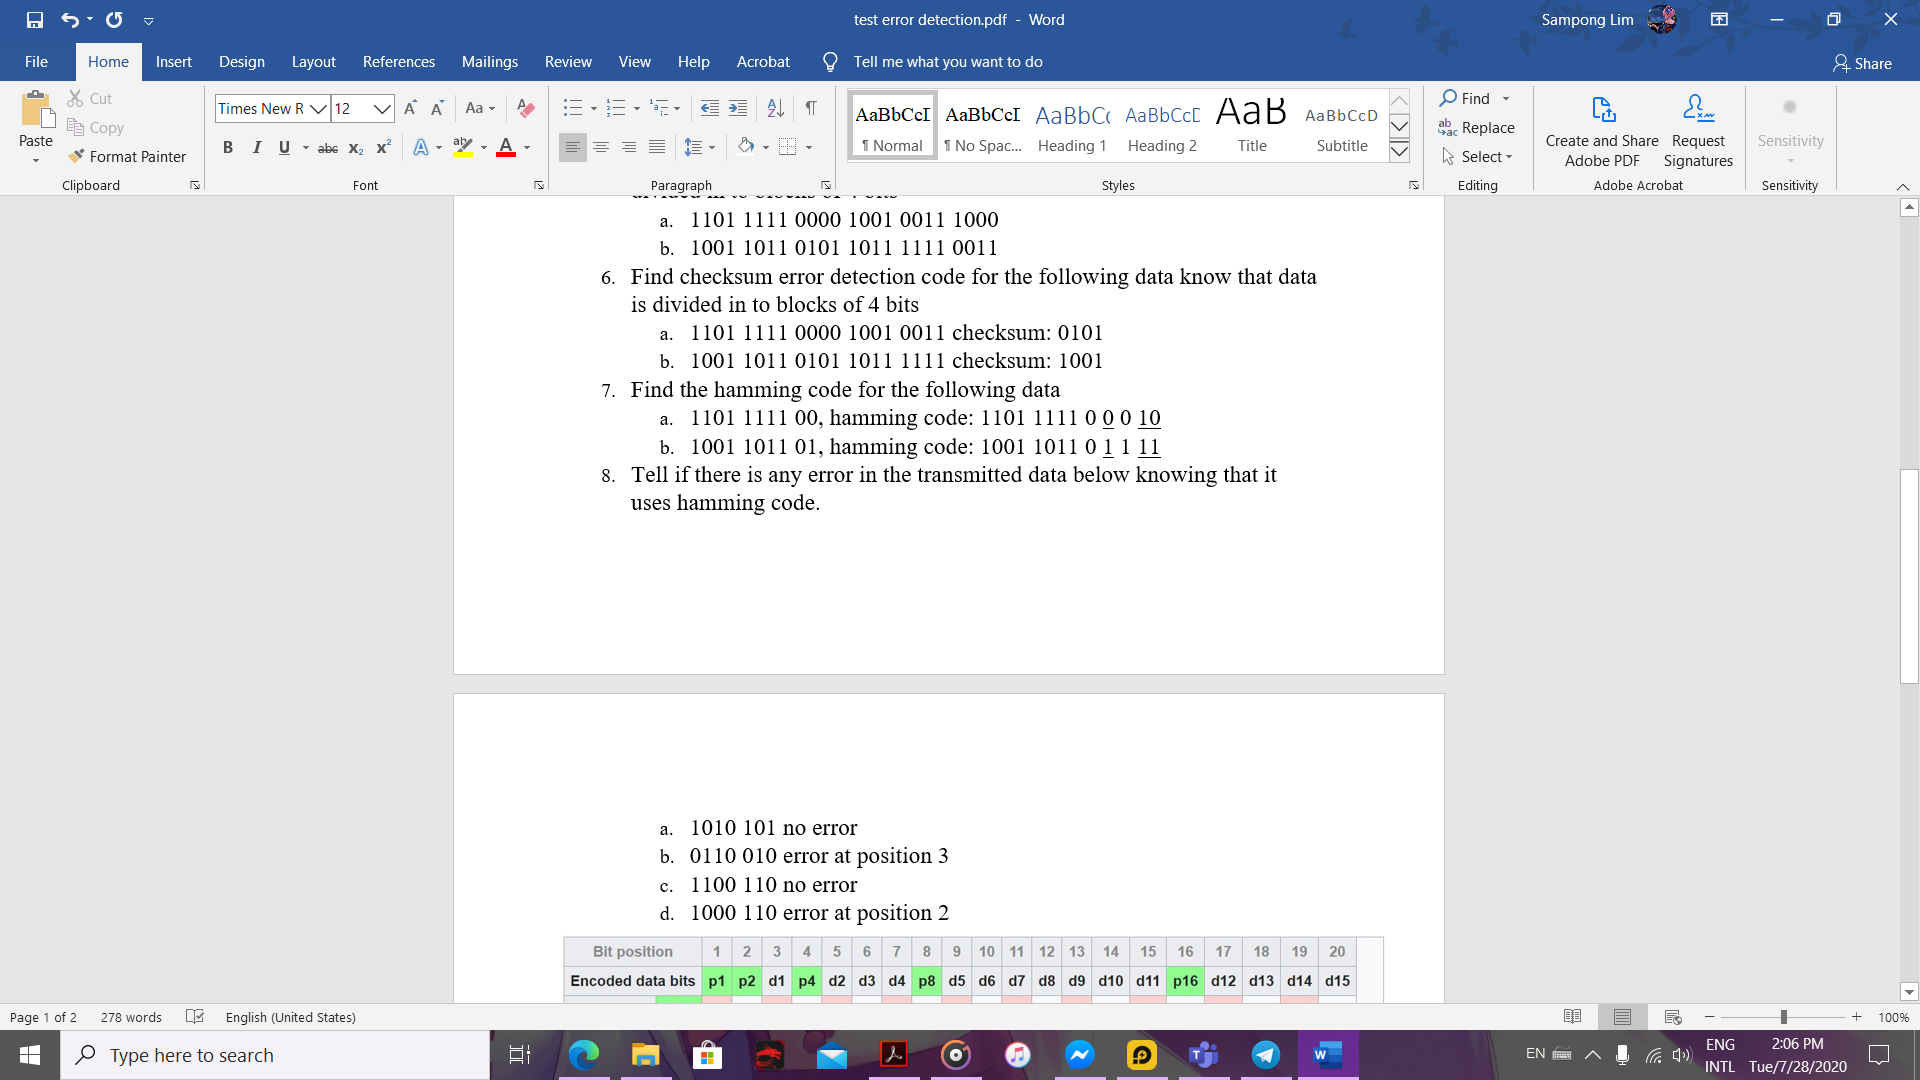 test error detection.pdf - Word
Sampong Lim
File Home Insert Design Layout References Mailings Review View Help Acrobat Tell me what you want to do
Share
Paste
Cut
Copy
Format Painter
Clipboard
Times New R 12
Font
Paragraph
AaBbCcI AaBbCcI AaBbCc AaBbCcC AaB AaBbCcD
¶ Normal ¶ No Spac... Heading 1 Heading 2 Title Subtitle
Styles
Find
Replace
Select
Editing
Create and Share Adobe PDF
Request Signatures
Adobe Acrobat
Sensitivity
Sensitivity
a. 1101 1111 0000 1001 0011 1000
b. 1001 1011 0101 1011 1111 0011
6. Find checksum error detection code for the following data know that data
is divided in to blocks of 4 bits
a. 1101 1111 0000 1001 0011 checksum: 0101
b. 1001 1011 0101 1011 1111 checksum: 1001
7. Find the hamming code for the following data
a. 1101 1111 00, hamming code: 1101 1111 0 0 0 10
b. 1001 1011 01, hamming code: 1001 1011 0 1 1 11
8. Tell if there is any error in the transmitted data below knowing that it
uses hamming code.
a. 1010 101 no error
b. 0110 010 error at position 3
c. 1100 110 no error
d. 1000 110 error at position 2
Bit position 1 2 3 4 5 6 7 8 9 10 11 12 13 14 15 16 17 18 19 20
Encoded data bits p1 p2 d1 p4 d2 d3 d4 p8 d5 d6 d7 d8 d9 d10 d11 p16 d12 d13 d14 d15
Page 1 of 2 278 words English (United States)
100%
Type here to search
EN
ENG
INTL
2:06 PM
Tue/7/28/2020